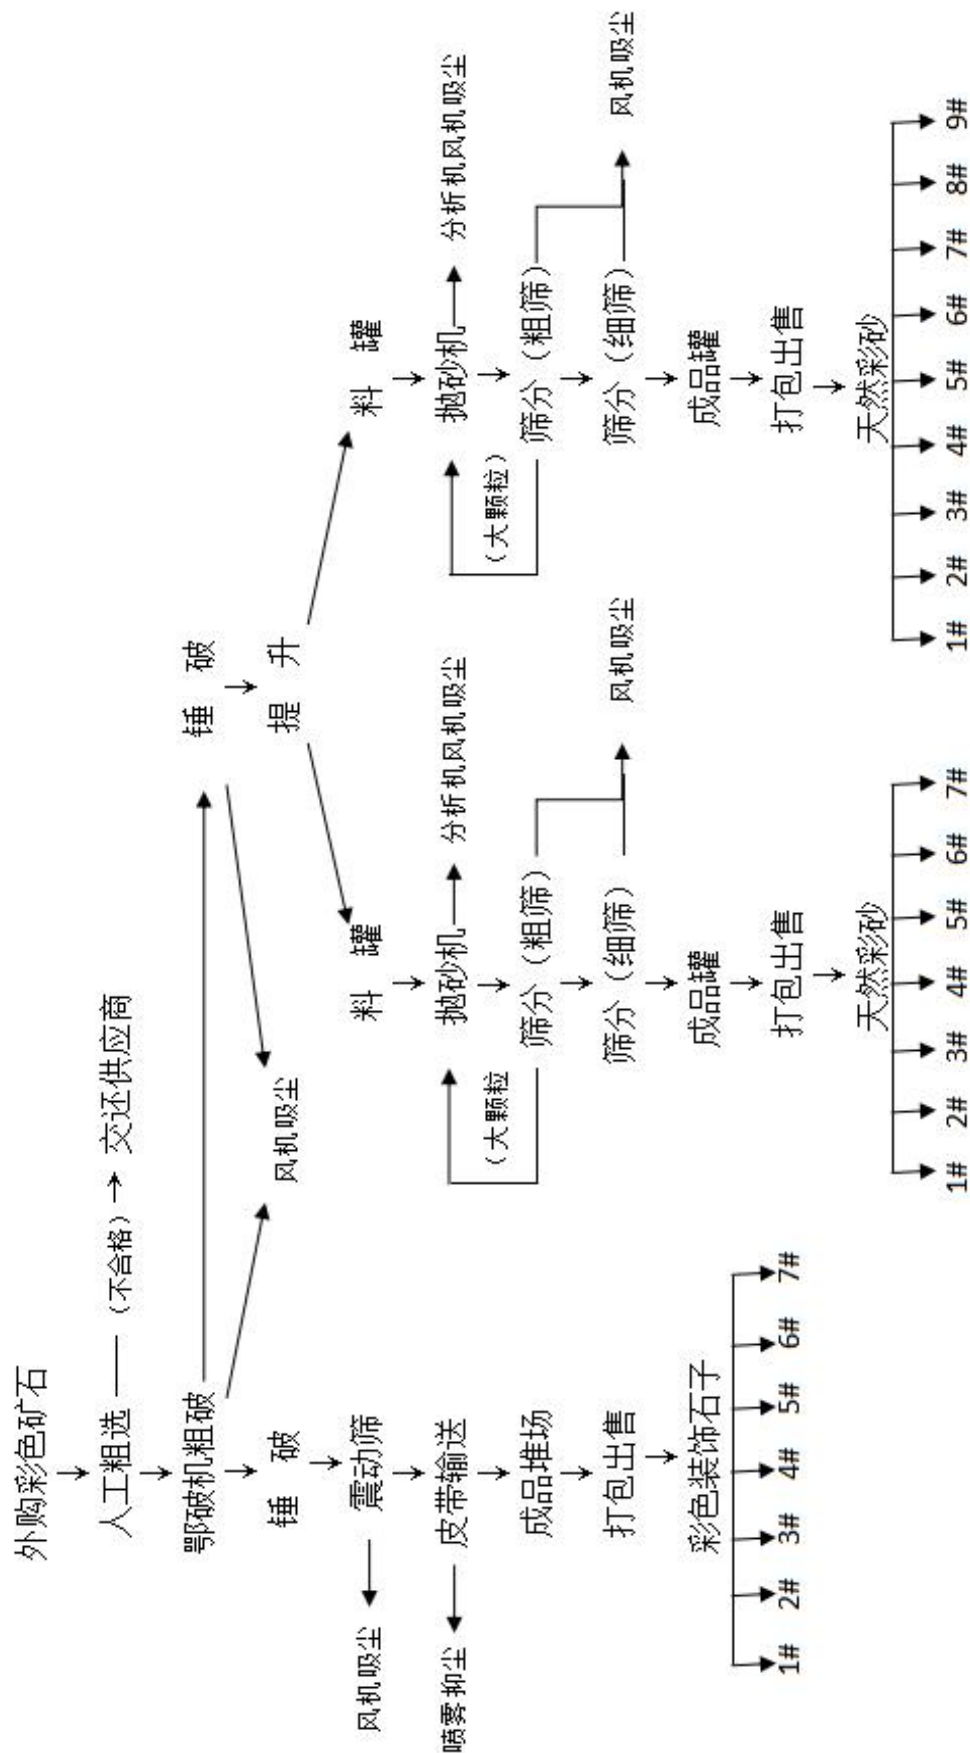 外购彩色矿石
人工粗选 (不合格) 交还供应商
鄂破机粗破
锤 破
风机吸尘
震动筛
风机吸尘
皮带输送
喷雾抑尘
成品堆场
打包出售
彩色装饰石子
1# 2# 3# 4# 5# 6# 7#
锤 破
提 升
料 罐
抛砂机
分析机风机吸尘
(大颗粒
筛分(粗筛)
筛分(细筛)
风机吸尘
成品罐
打包出售
天然彩砂
1# 2# 3# 4# 5# 6# 7#
料 罐
抛砂机
分析机风机吸尘
(大颗粒)
筛分(粗筛)
筛分(细筛)
风机吸尘
成品罐
打包出售
天然彩砂
1# 2# 3# 4# 5# 6# 7# 8# 9#